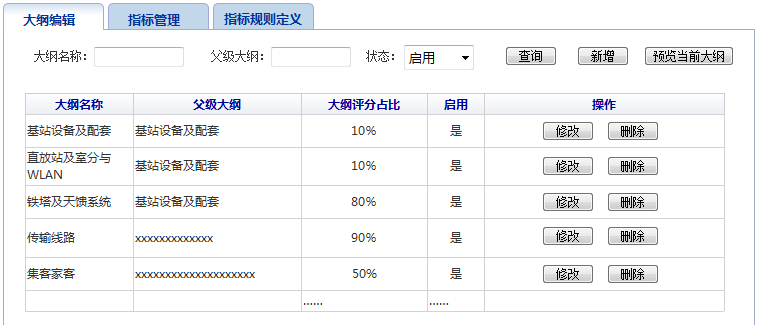 大纲编辑 指标管理 指标规则定义
大纲名称: 父级大纲: 状态: 启用 查询 新增 预览当前大纲
大纲名称 父级大纲 大纲评分占比 启用 操作
基站设备及配套 基站设备及配套 10% 是 修改 删除
直放站及室分与
WLAN 基站设备及配套 10% 是 修改 删除
铁塔及天馈系统 基站设备及配套 80% 是 修改 删除
传输线路 xxxxxxxxxxxxx 90% 是 修改 删除
集客家客 xxxxxxxxxxxxxxxxxxxx 50% 是 修改 删除
...... ......